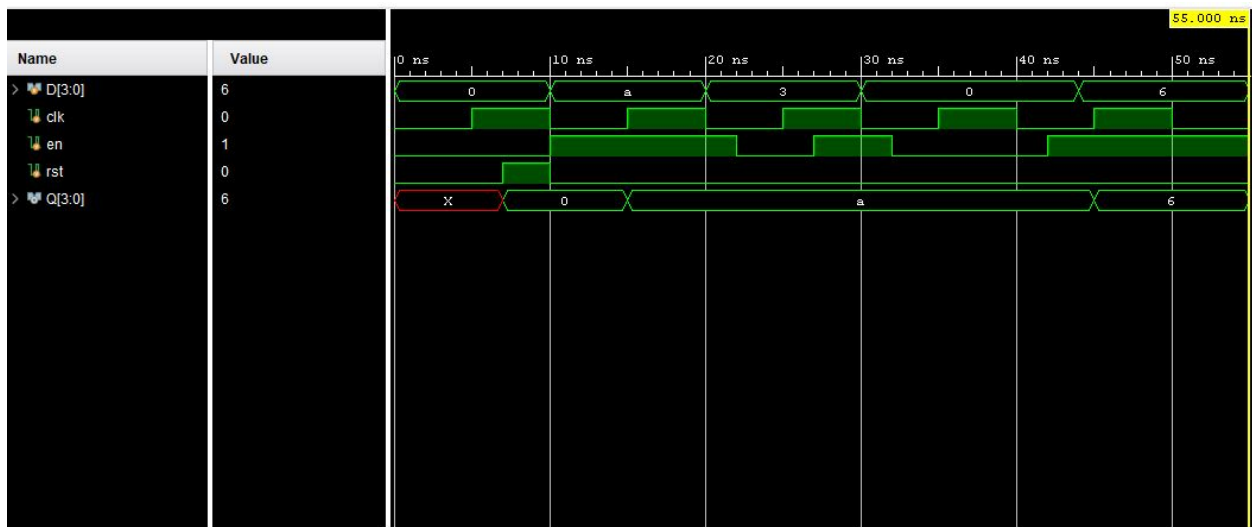 55.000 ns
Name Value 0 ns 10 ns 20 ns 30 ns 40 ns 50 ns
D[3:0] 6 0 a 3 0 6
clk 0
en 1
rst 0
Q[3:0] 6 X 0 a 6